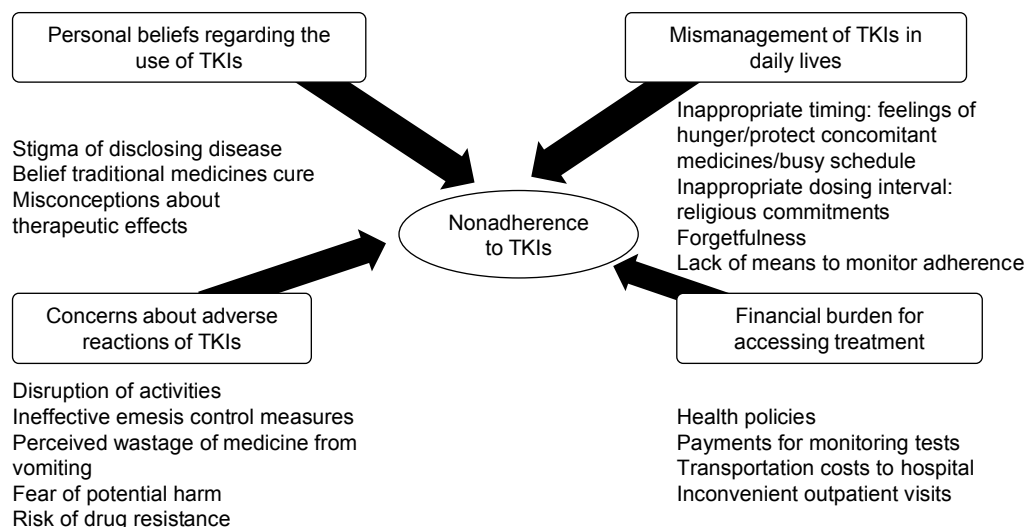 Personal beliefs regarding the
use of TKIs
Mismanagement of TKIs in
daily lives
Stigma of disclosing disease
Belief traditional medicines cure
Misconceptions about
therapeutic effects
Inappropriate timing: feelings of
hunger/protect concomitant
medicines/busy schedule
Inappropriate dosing interval:
religious commitments
Forgetfulness
Lack of means to monitor adherence
Nonadherence
to TKIs
Concerns about adverse
reactions of TKIs
Financial burden for
accessing treatment
Disruption of activities
Ineffective emesis control measures
Perceived wastage of medicine from
vomiting
Fear of potential harm
Risk of drug resistance
Health policies
Payments for monitoring tests
Transportation costs to hospital
Inconvenient outpatient visits